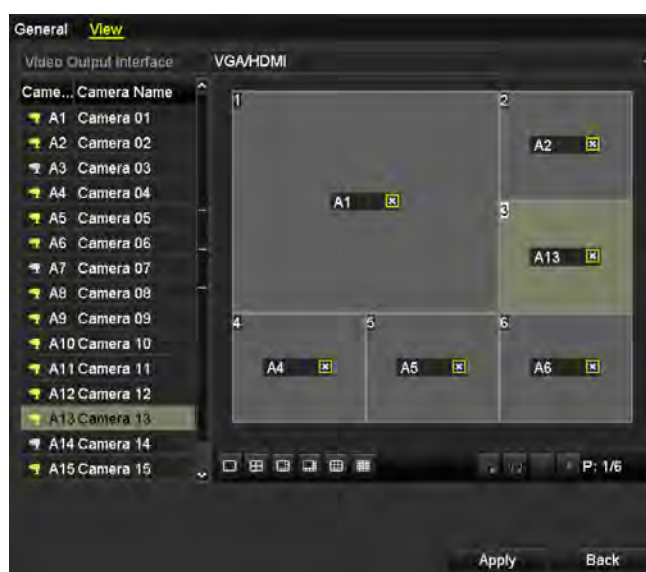 General View
Video Output Interface VGA/HDMI
Came... Camera Name
A1 Camera 01
A2 Camera 02
A3 Camera 03
A4 Camera 04
A5 Camera 05
A6 Camera 06
A7 Camera 07
A8 Camera 08
A9 Camera 09
A10 Camera 10
A11 Camera 11
A12 Camera 12
A13 Camera 13
A14 Camera 14
A15 Camera 15
1
A1
2
A2
3
A13
4
A4
5
A5
6
A6
P: 1/6
Apply Back